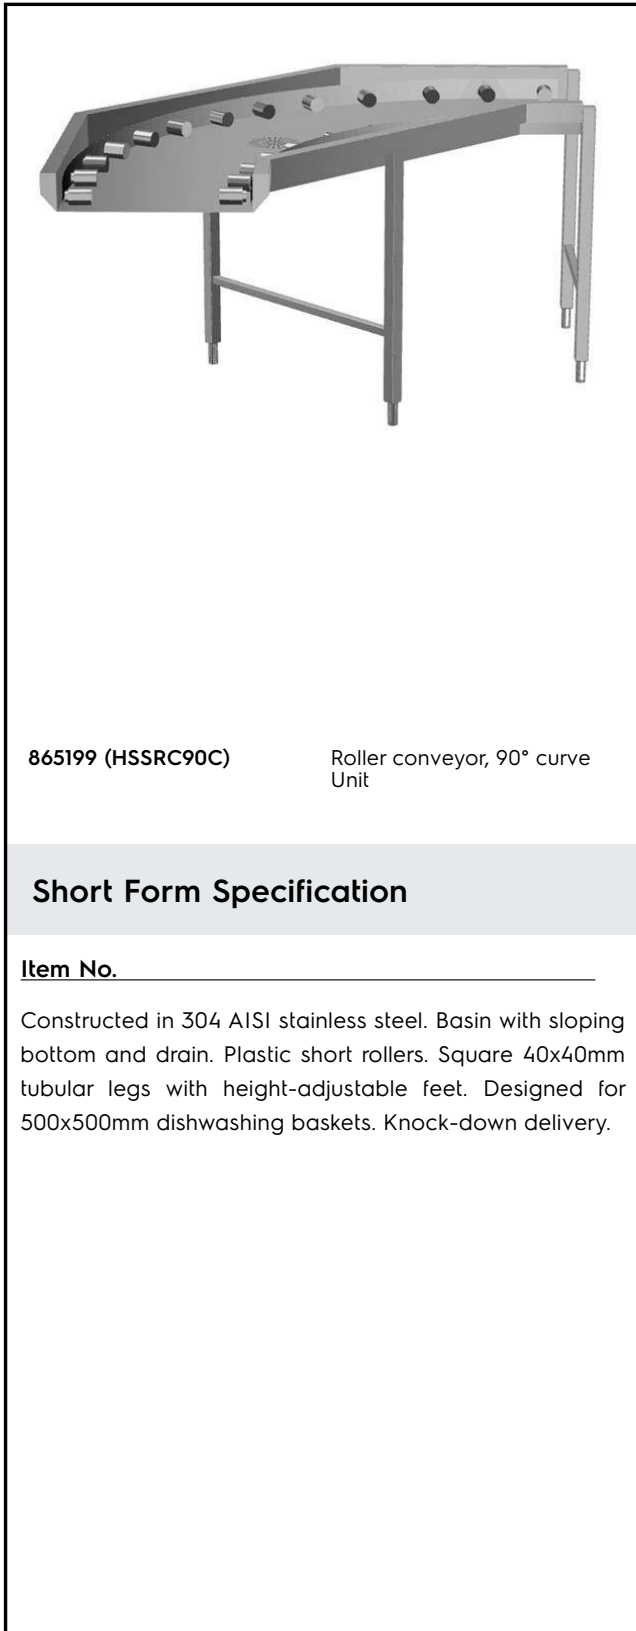 865199 (HSSRC90C)
Roller conveyor, 90° curve
Unit
Short Form Specification
Item No.
Constructed in 304 AISI stainless steel. Basin with sloping
bottom and drain. Plastic short rollers. Square 40x40mm
tubular legs with height-adjustable feet. Designed for
500x500mm dishwashing baskets. Knock-down delivery.